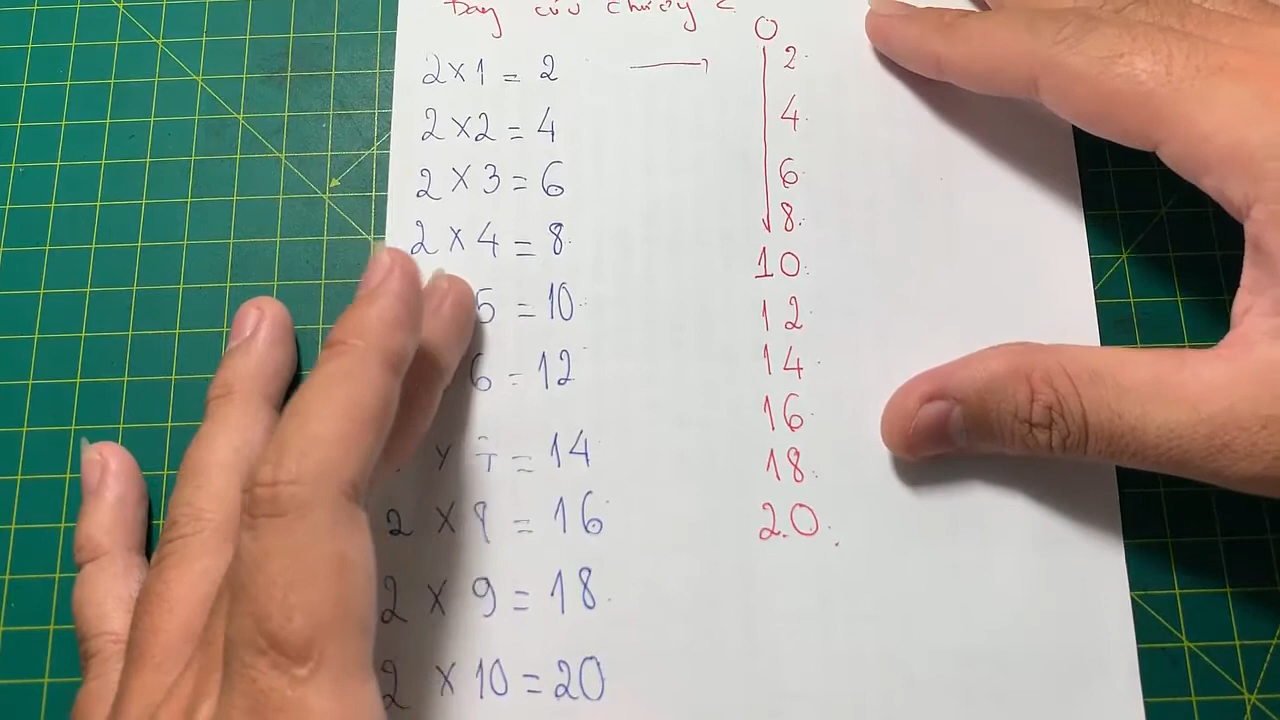 2 × 1 = 2
2 × 2 = 4
2 × 3 = 6
2 × 4 = 8
5 = 10
6 = 12
× 7 = 14
2 × 8 = 16
2 × 9 = 18
2 × 10 = 20
0
2
4
6
8
10
12
14
16
18
20